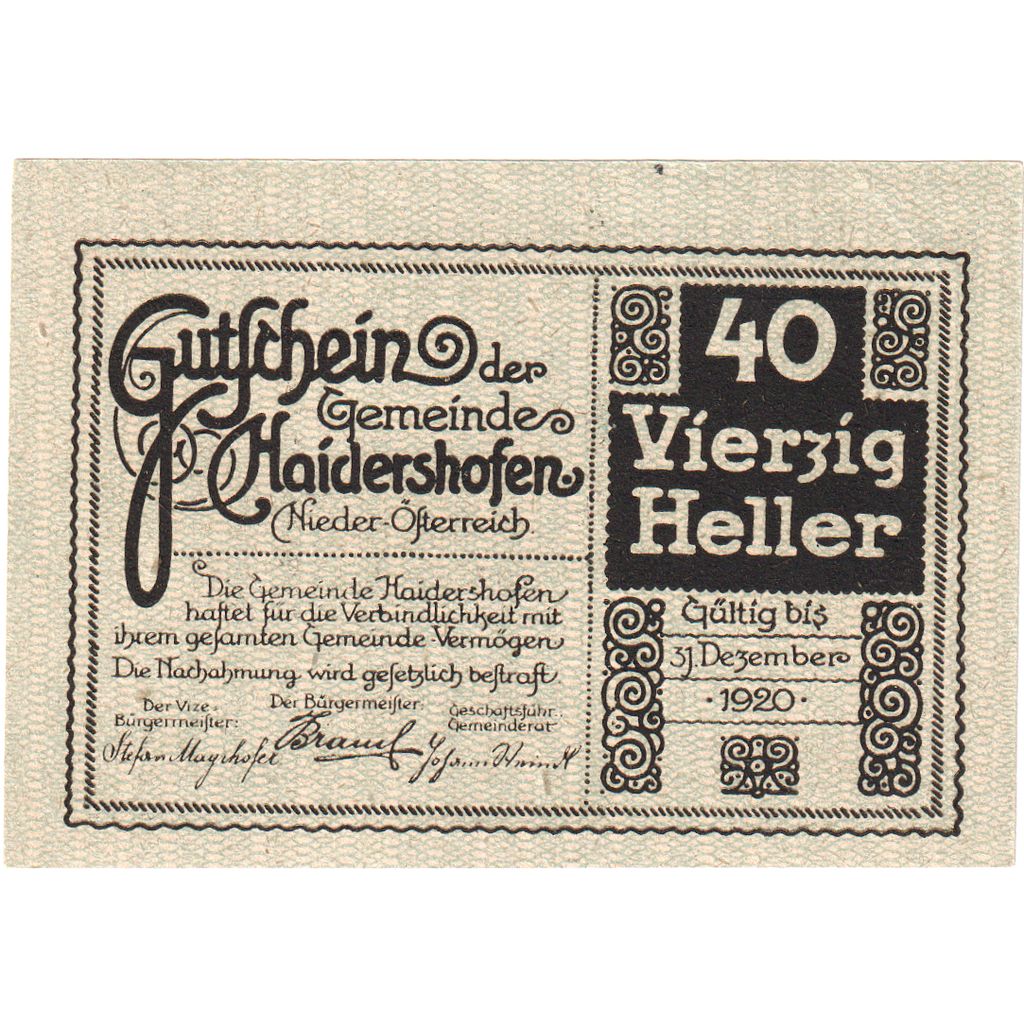 Gutschein der
Gemeinde
Haidershofen.
Nieder-Österreich
Die Gemeinde Haidershofen
haftet für die Verbindlichkeit mit
ihrem gesamten Gemeinde-Vermögen
Die Nachahmung wird gesetzlich bestraft
Der Vize-
Bürgermeister:
Stefan Mayrhofer
Der Bürgermeister:
Geschäftsführ.:
Gemeinderat
Johann
40
Vierzig
Heller
Gültig bis
31. Dezember
· 1920 ·